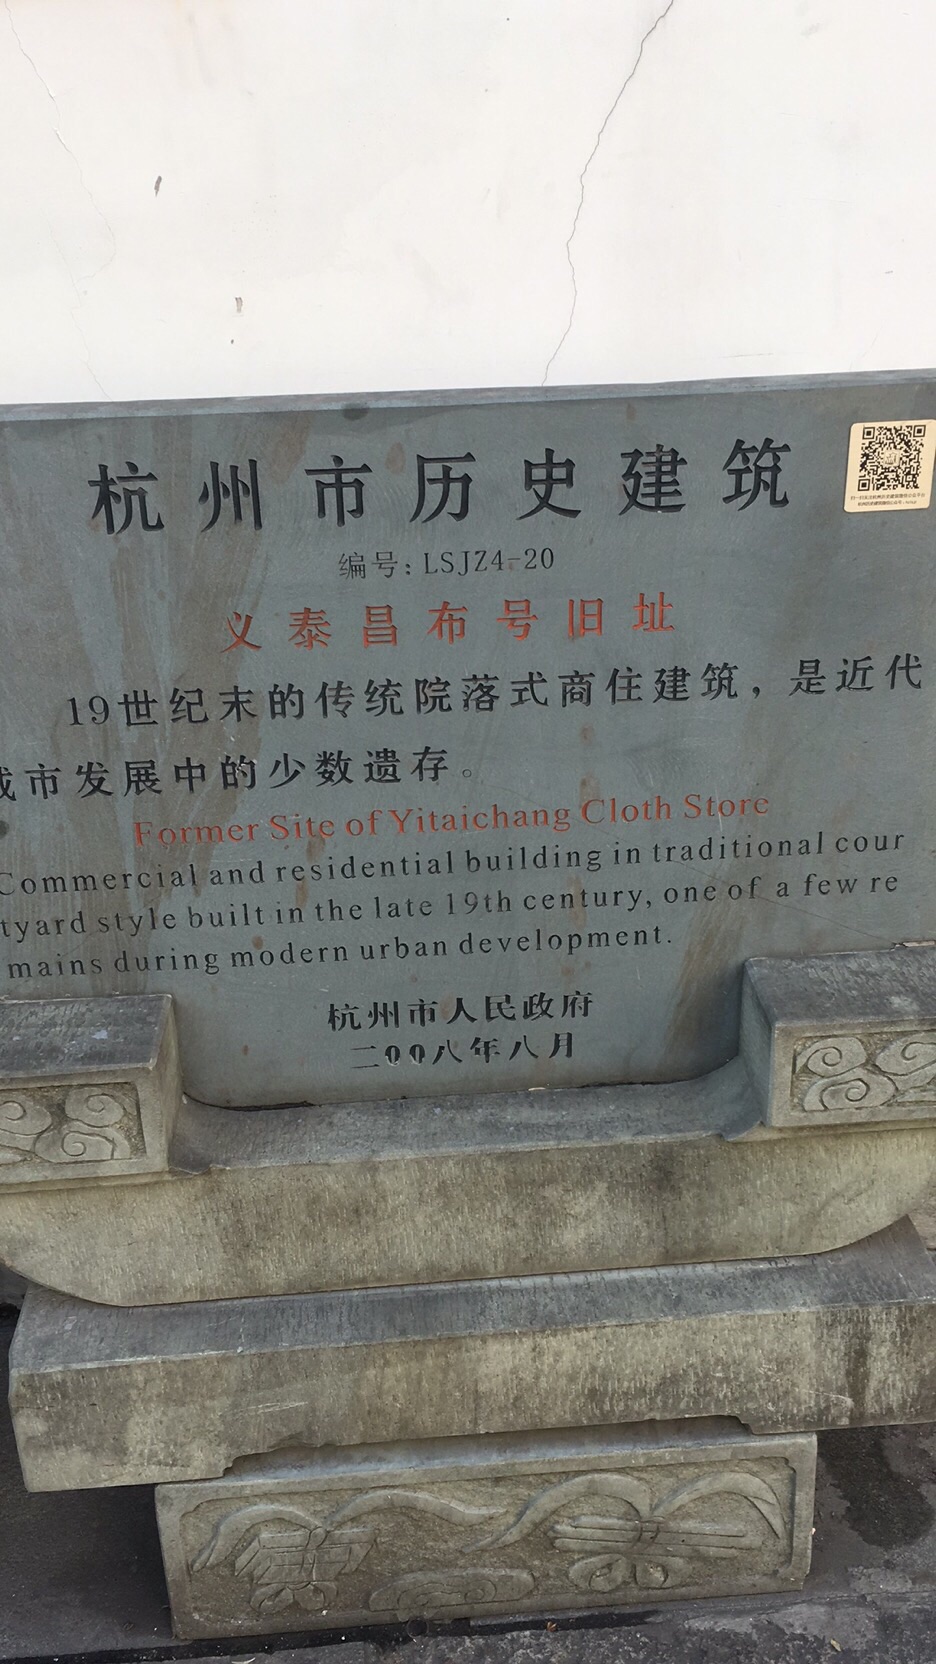 杭州市历史建筑
编号：LSJZ4-20
义泰昌布号旧址
19世纪末的传统院落式商住建筑，是近代
城市发展中的少数遗存。
Former Site of Yitaichang Cloth Store
Commercial and residential building in traditional cour
tyard style built in the late 19th century, one of a few re
mains during modern urban development.
杭州市人民政府
二00八年八月